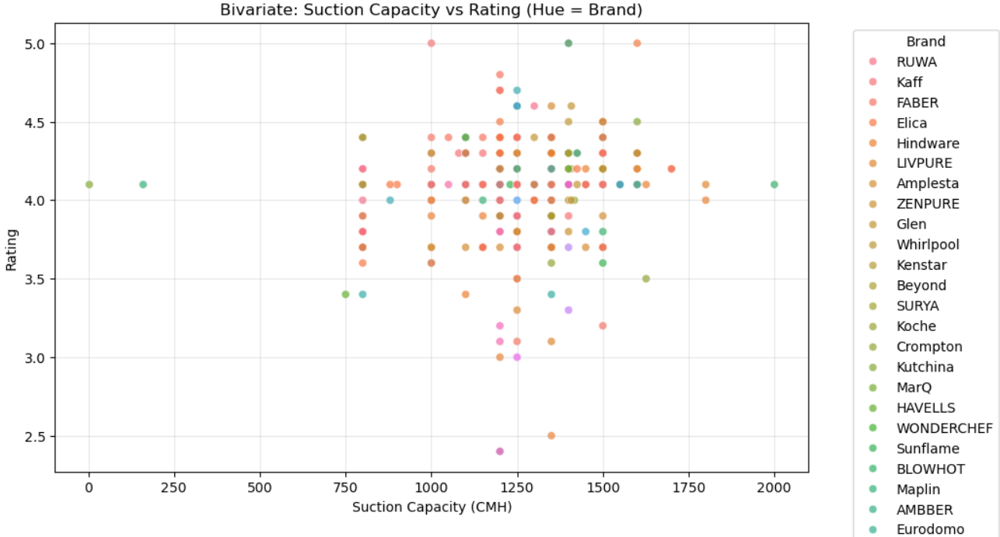 Bivariate: Suction Capacity vs Rating (Hue = Brand)
5.0
4.5
4.0
3.5
3.0
2.5
Rating
0 250 500 750 1000 1250 1500 1750 2000
Suction Capacity (CMH)
Brand
RUWA
Kaff
FABER
Elica
Hindware
LIVPURE
Amplesta
ZENPURE
Glen
Whirlpool
Kenstar
Beyond
SURYA
Koche
Crompton
Kutchina
MarQ
HAVELLS
WONDERCHEF
Sunflame
BLOWHOT
Maplin
AMBBER
Eurodomo